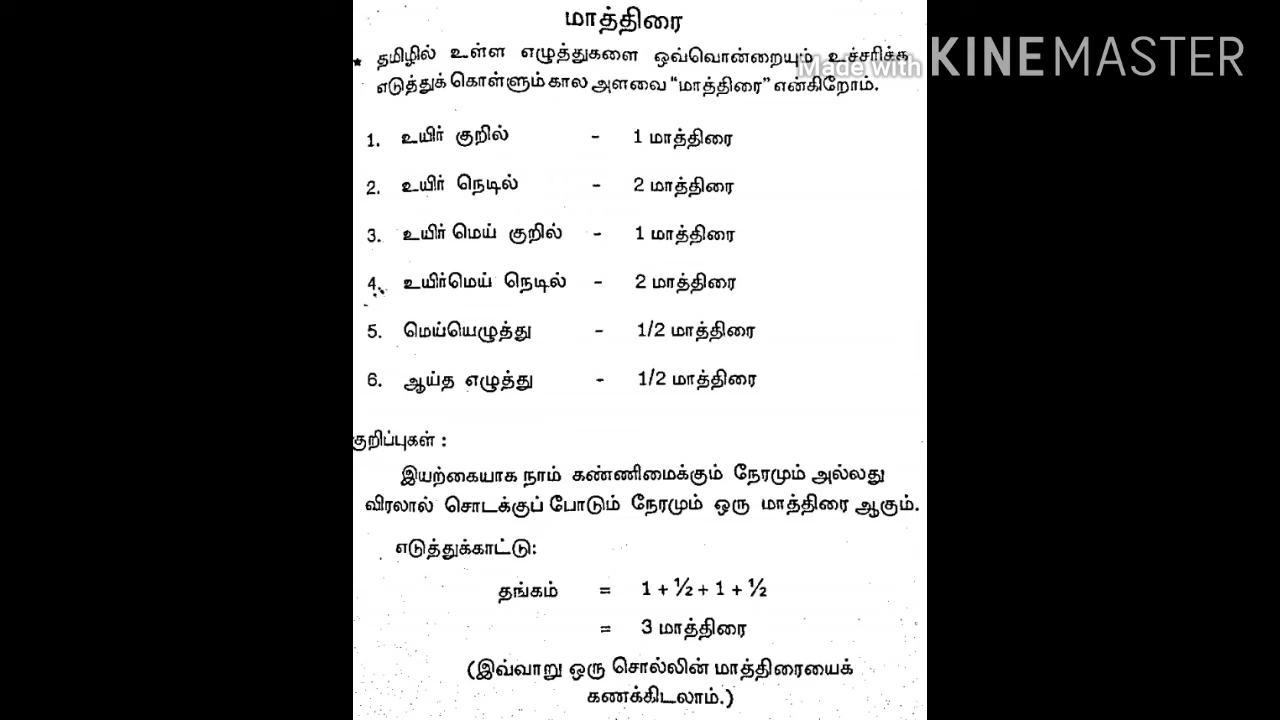 மாத்திரை
* தமிழில் உள்ள எழுத்துகளை ஒவ்வொன்றையும் உச்சரிக்க
Made with KINEMASTER
எடுத்துக் கொள்ளும் கால அளவை “மாத்திரை” என்கிறோம்.
1. உயிர் குறில் - 1 மாத்திரை
2. உயிர் நெடில் - 2 மாத்திரை
3. உயிர் மெய் குறில் - 1 மாத்திரை
4. உயிர்மெய் நெடில் - 2 மாத்திரை
5. மெய்யெழுத்து - 1/2 மாத்திரை
6. ஆய்த எழுத்து - 1/2 மாத்திரை
குறிப்புகள் :
இயற்கையாக நாம் கண்ணிமைக்கும் நேரமும் அல்லது
விரலால் சொடக்குப் போடும் நேரமும் ஒரு மாத்திரை ஆகும்.
எடுத்துக்காட்டு:
தங்கம் = 1 + ½ + 1 + ½
= 3 மாத்திரை
(இவ்வாறு ஒரு சொல்லின் மாத்திரையைக்
கணக்கிடலாம்.)